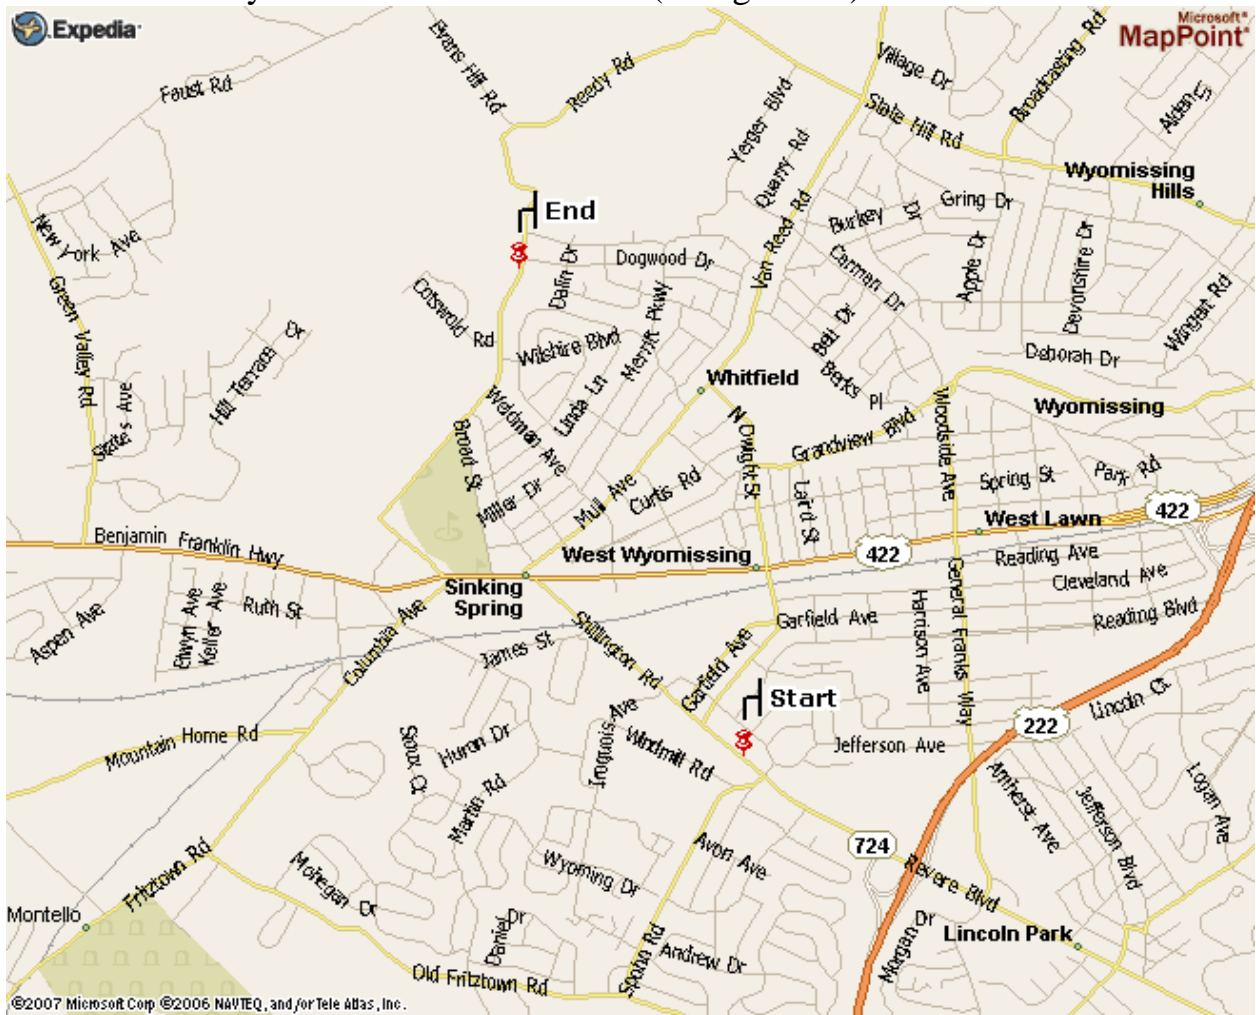 Expedia
Microsoft
MapPoint
Faust Rd
Evans Hill Rd
Reedy Rd
Village Dr
Broadcasting Rd
State Hill Rd
Yerger Blvd
Quarry Rd
Van Reed Rd
Wyomissing
Hills
Gring Dr
Burkey Dr
End
New York Ave
Dalin Dr
Dogwood Dr
Carman Dr
Apple Dr
Devonshire Dr
Wingert Rd
Green Valley Rd
Cotswold Rd
Wilshire Blvd
Merritt Pkwy
Bell Dr
Deborah Dr
Hill Terrace Cr
Linda Ln
Whitfield
Berks Pl
Wyomissing
State's Ave
Broad St
Weidman Ave
N Dwight St
Grandview Blvd
Woodside Ave
Miller Dr
Mull Ave
Curtis Rd
Laird St
Spring St
Park Rd
422
Benjamin Franklin Hwy
West Wyomissing
422
West Lawn
Reading Ave
Sinking
Spring
Cleveland Ave
Aspen Ave
Elwyn Ave
Keller Ave
Ruth St
Columbia Ave
James St
Shillington Rd
Garfield Ave
Garfield Ave
Harrison Ave
General Franks Way
Reading Blvd
Start
Lincoln Ct
222
Mountain Home Rd
Sioux Ct
Huron Dr
Iroquois Ave
Windmill Rd
Jefferson Ave
Martin Rd
Amherst Ave
Jefferson Blvd
Logan Ave
724
Fritztown Rd
Mohegan Dr
Wyoming Dr
Avon Ave
Revere Blvd
Montello
Daniel Dr
Spohn Rd
Andrew Dr
Morgan Dr
Lincoln Park
Old Fritztown Rd
©2007 Microsoft Corp ©2006 NAVTEQ, and/or Tele Atlas, Inc.